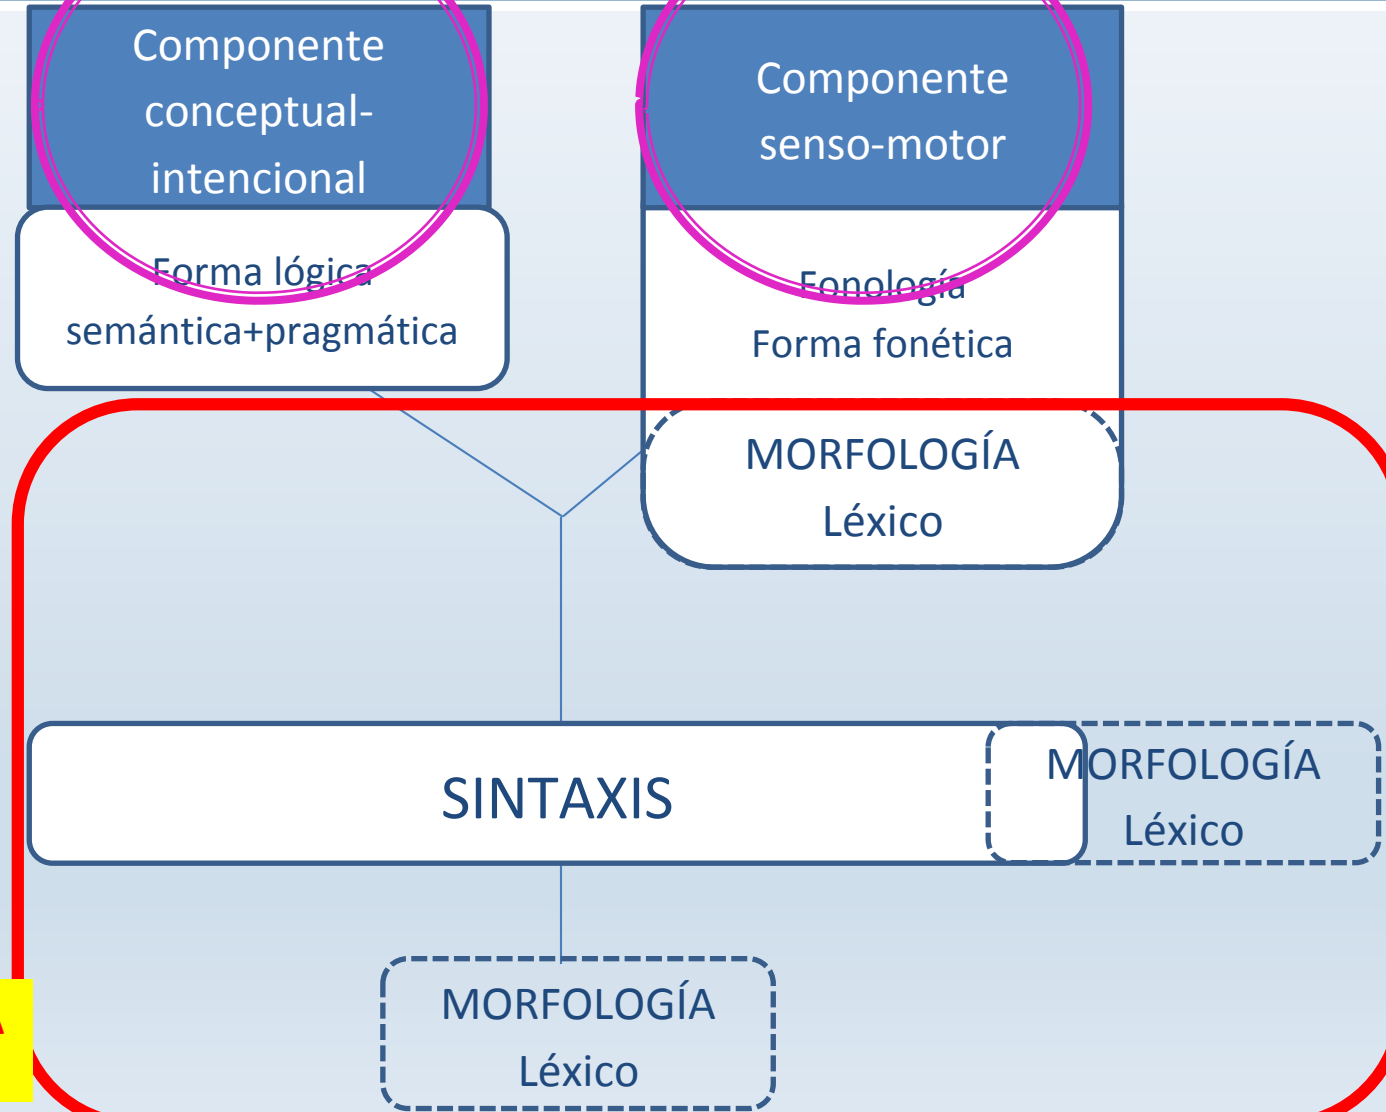 Componente
conceptual-
intencional
Forma lógica
semántica+pragmática
Componente
senso-motor
Fonología
Forma fonética
MORFOLOGÍA
Léxico
SINTAXIS
MORFOLOGÍA
Léxico
MORFOLOGÍA
Léxico